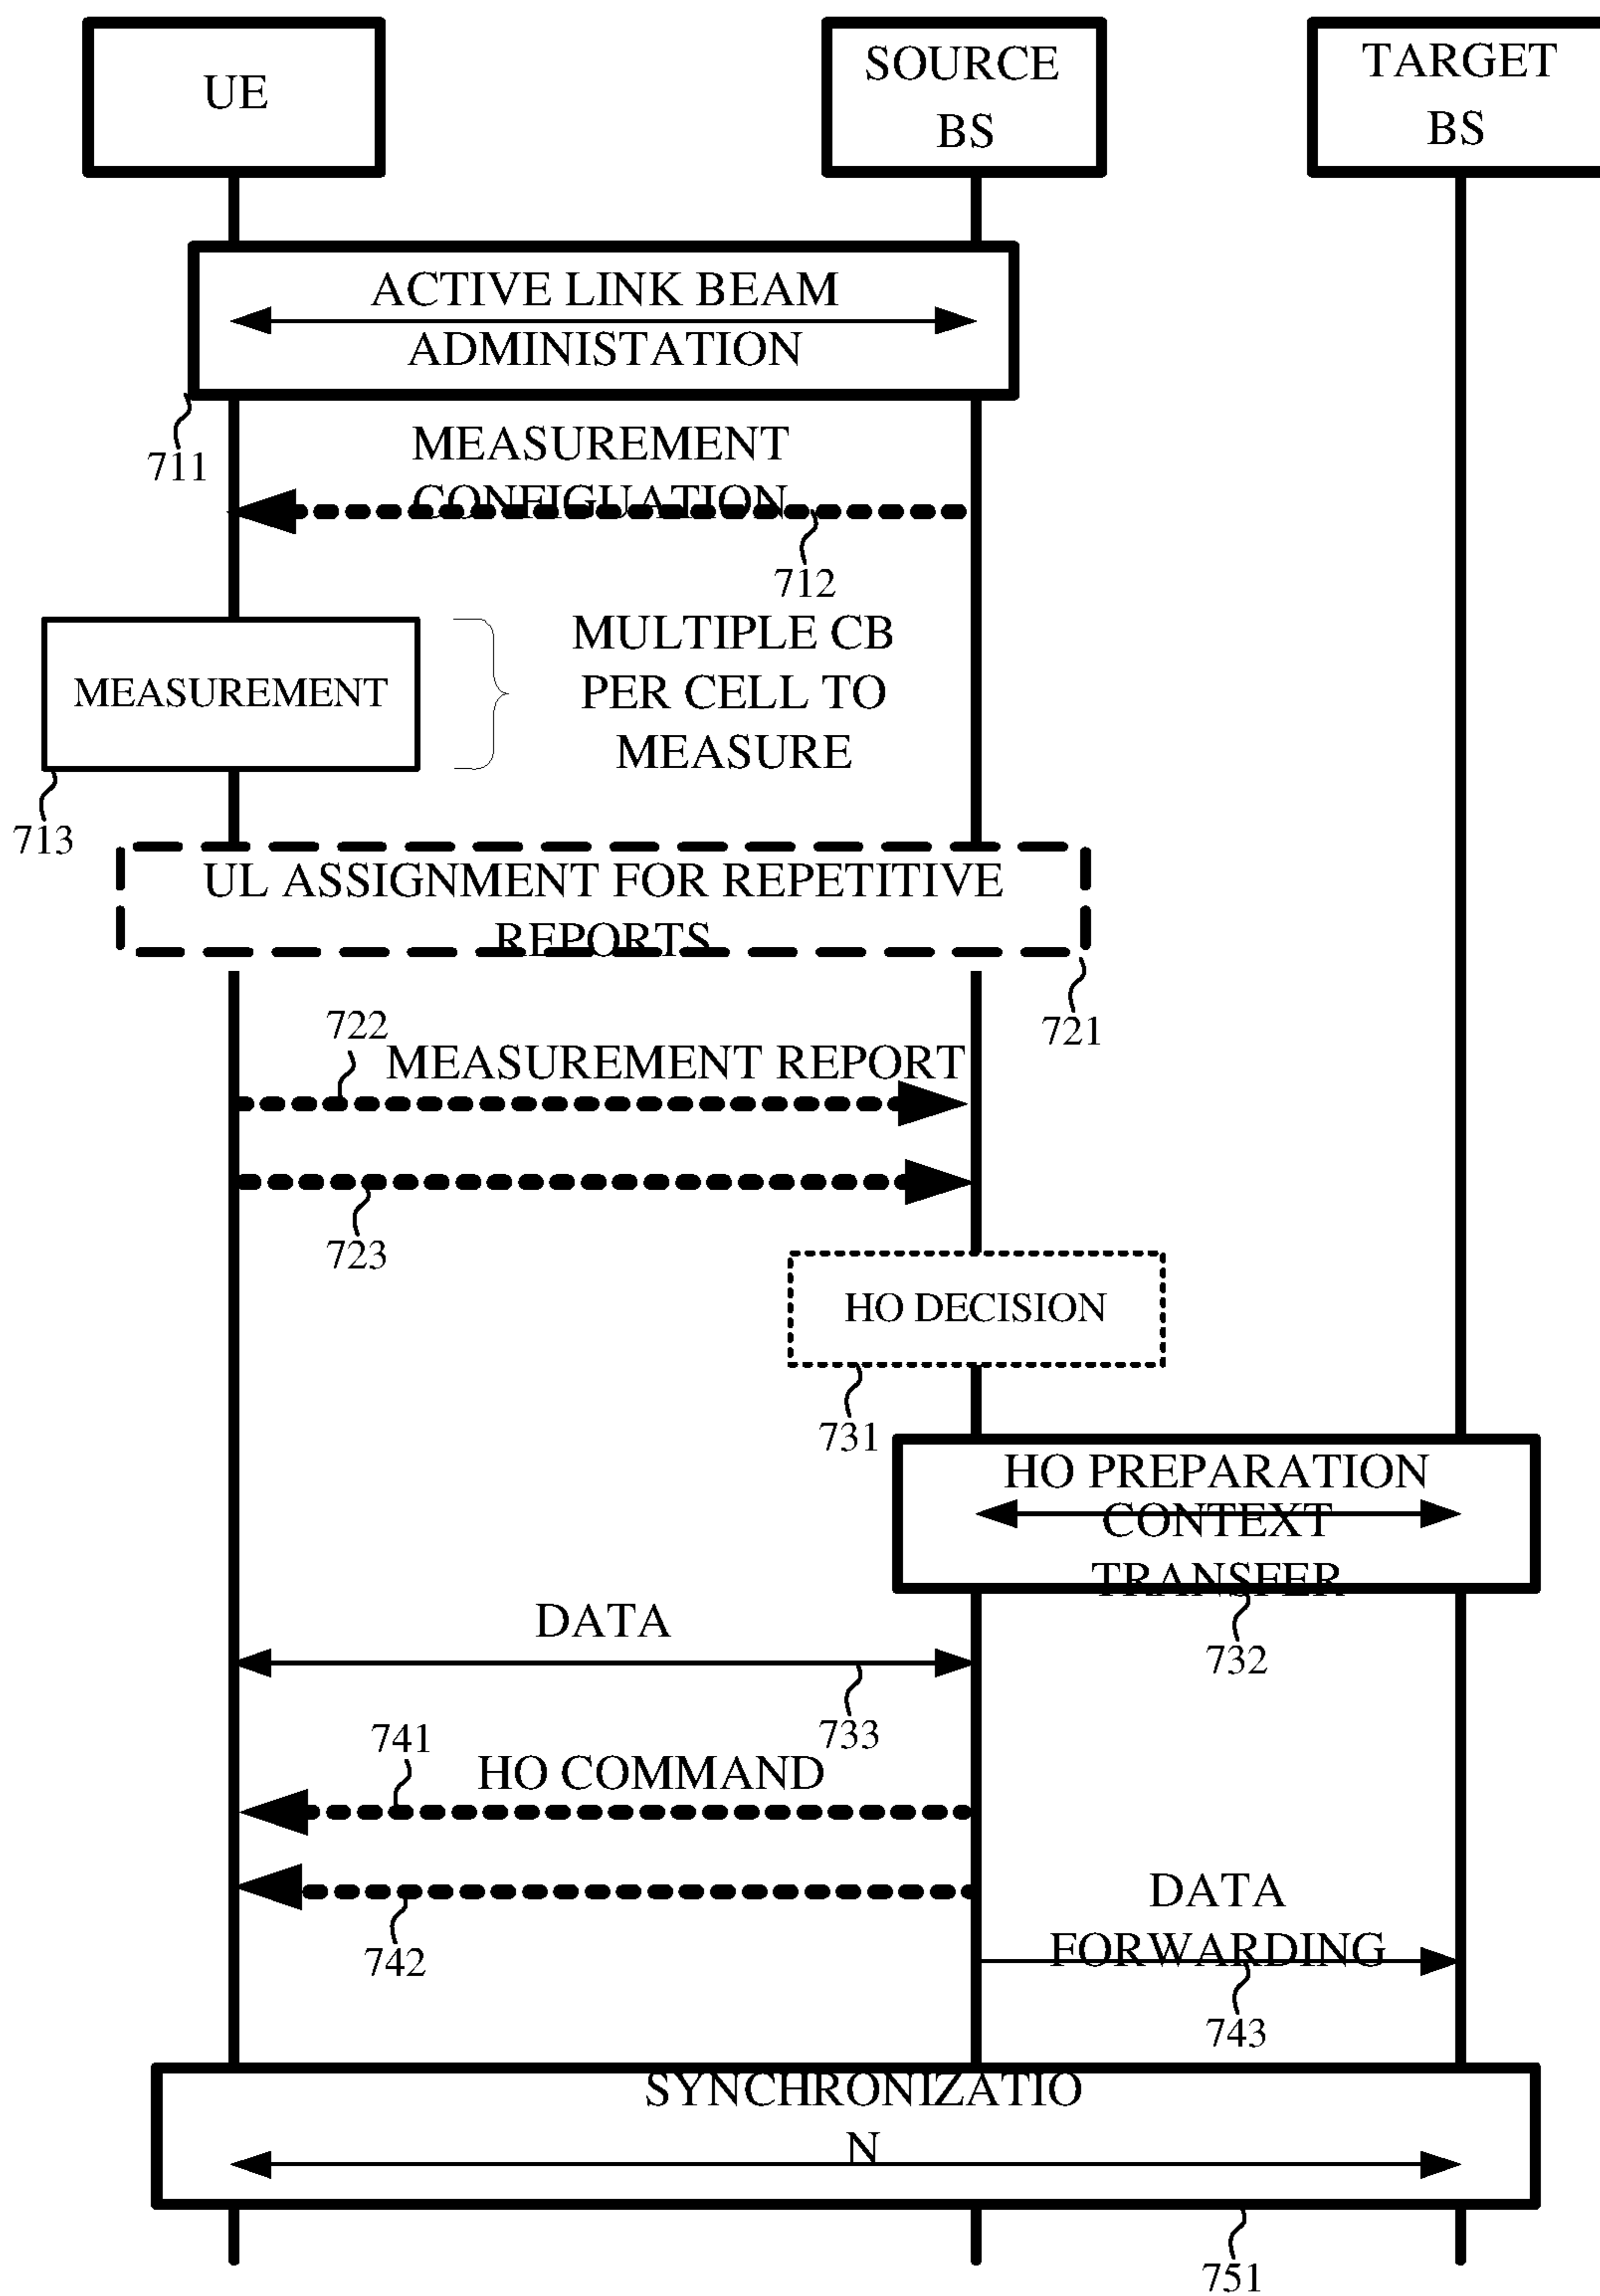 UE
SOURCE
BS
TARGET
BS
ACTIVE LINK BEAM
ADMINISTATION
711
MEASUREMENT
CONFIGUATION
712
MULTIPLE CB
PER CELL TO
MEASURE
MEASUREMENT
713
UL ASSIGNMENT FOR REPETITIVE
REPORTS
721
722
MEASUREMENT REPORT
723
HO DECISION
731
HO PREPARATION
CONTEXT
TRANSFER
732
DATA
733
741
HO COMMAND
742
DATA
FORWARDING
743
SYNCHRONIZATIO
N
751